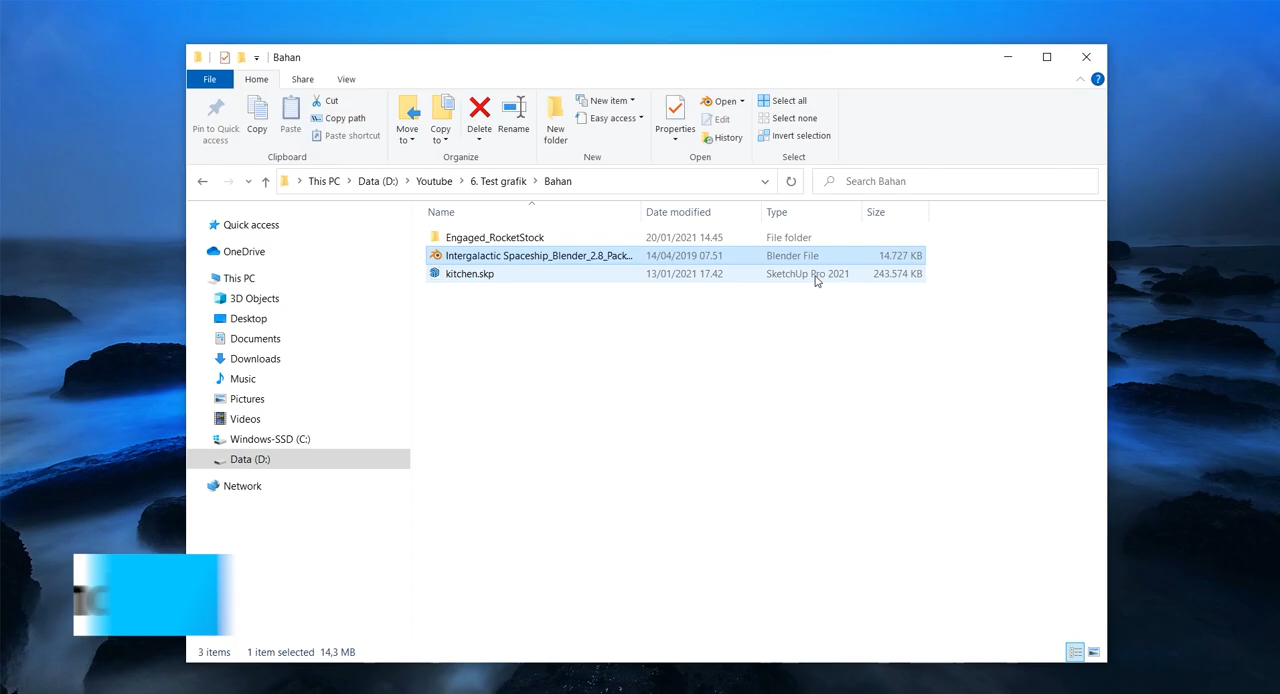 Bahan
File Home Share View
Pin to Quick access
Copy
Paste
Cut
Copy path
Paste shortcut
Clipboard
Move to
Copy to
Delete
Rename
Organize
New folder
New item
Easy access
New
Properties
Open
Edit
History
Open
Select all
Select none
Invert selection
Select
This PC > Data (D:) > Youtube > 6. Test grafik > Bahan
Search Bahan
Quick access
OneDrive
This PC
3D Objects
Desktop
Documents
Downloads
Music
Pictures
Videos
Windows-SSD (C:)
Data (D:)
Network
Name Date modified Type Size
Engaged_RocketStock 20/01/2021 14.45 File folder
Intergalactic Spaceship_Blender_2.8_Pack... 14/04/2019 07.51 Blender File 14.727 KB
kitchen.skp 13/01/2021 17.42 SketchUp Pro 2021 243.574 KB
3 items 1 item selected 14,3 MB